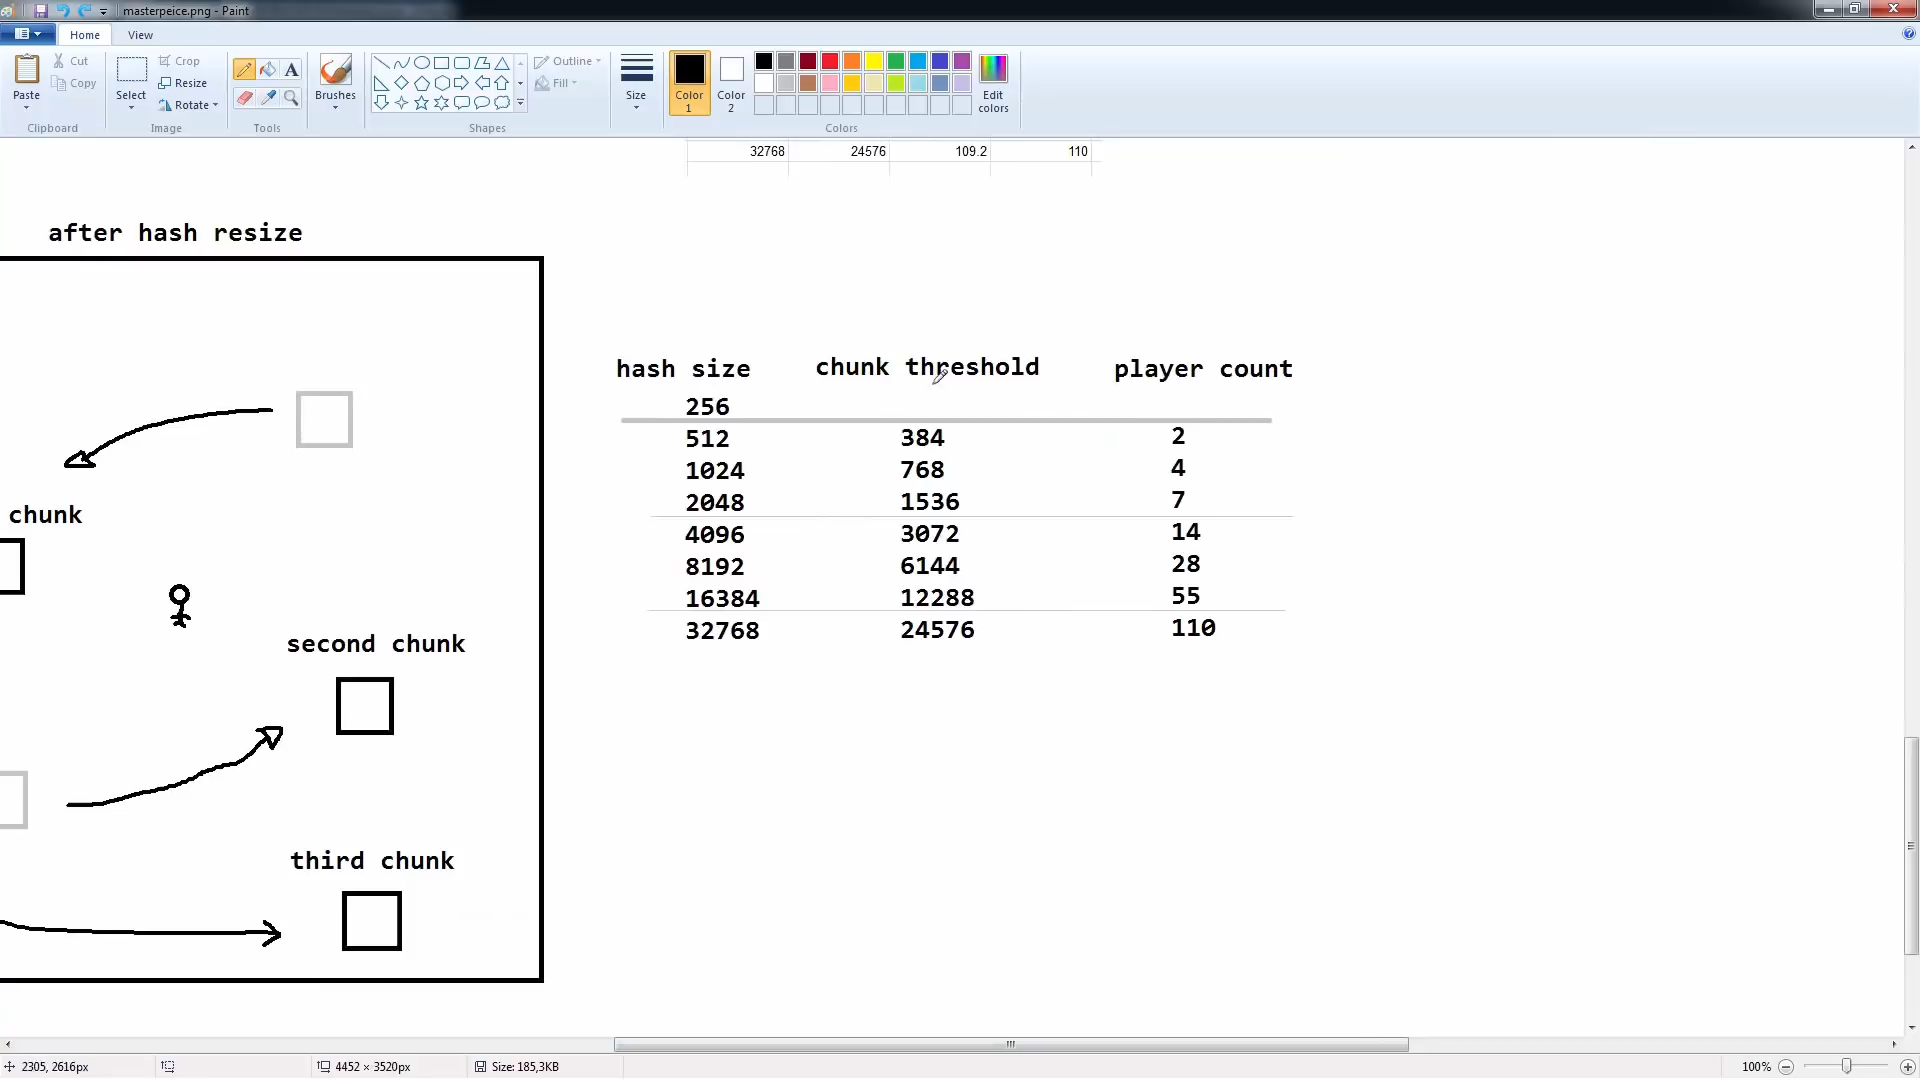 masterpeice.png - Paint
Home
View
Paste
Cut
Copy
Clipboard
Select
Crop
Resize
Rotate
Image
Tools
Brushes
Outline
Fill
Shapes
Size
Color 1
Color 2
Edit colors
Colors
32768 24576 109.2 110
after hash resize
hash size chunk threshold player count
256
512 384 2
1024 768 4
2048 1536 7
4096 3072 14
8192 6144 28
16384 12288 55
32768 24576 110
chunk
second chunk
third chunk
2305, 2616px
4452 × 3520px
Size: 185,3KB
100%